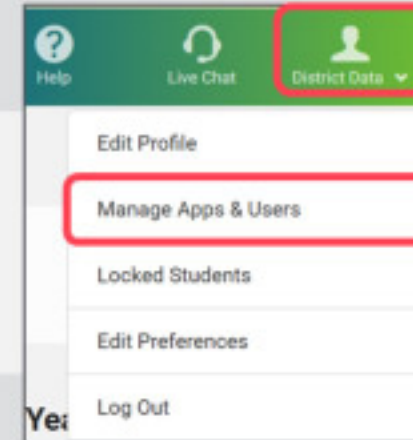 Help
Live Chat
District Data
Edit Profile
Manage Apps & Users
Locked Students
Edit Preferences
Log Out
Yea